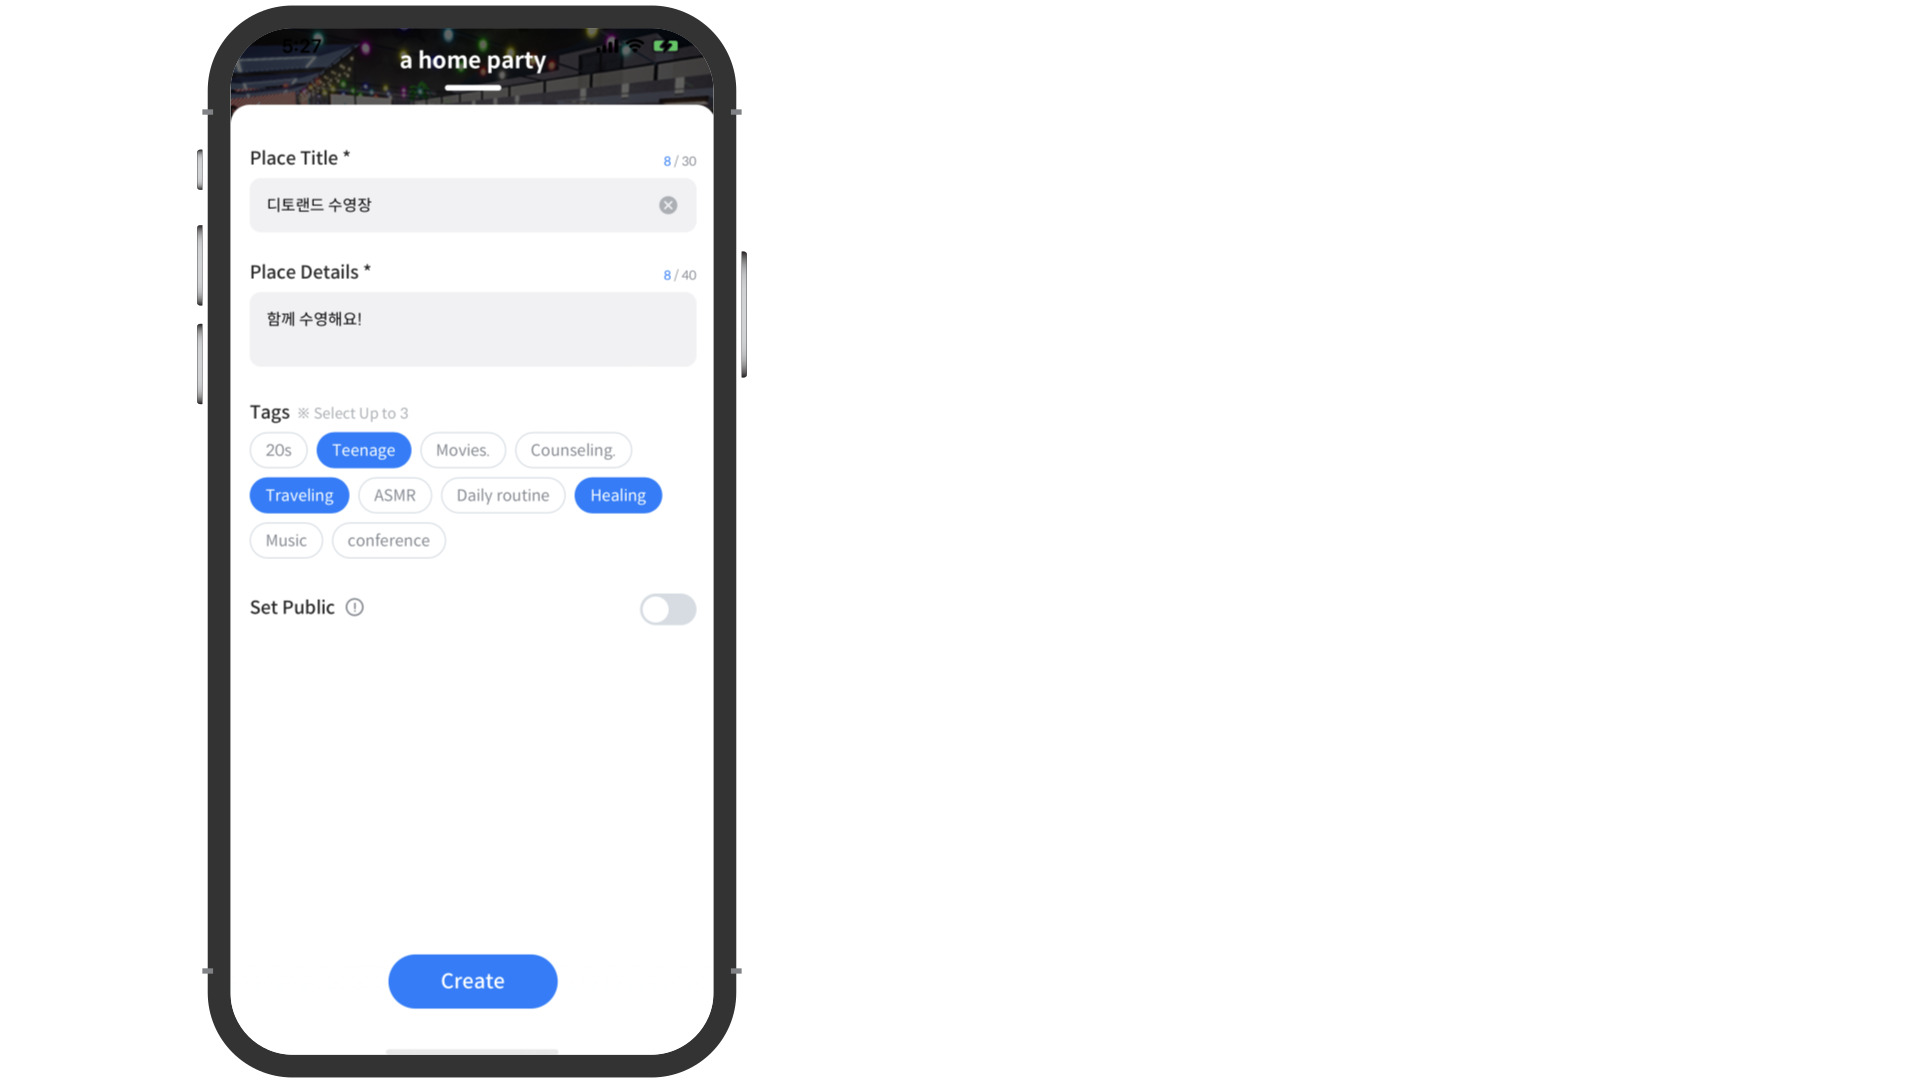 5:27
a home party
Place Title *
8 / 30
디토랜드 수영장
Place Details *
8 / 40
함께 수영해요!
Tags ※ Select Up to 3
20s Teenage Movies. Counseling.
Traveling ASMR Daily routine Healing
Music conference
Set Public
Create